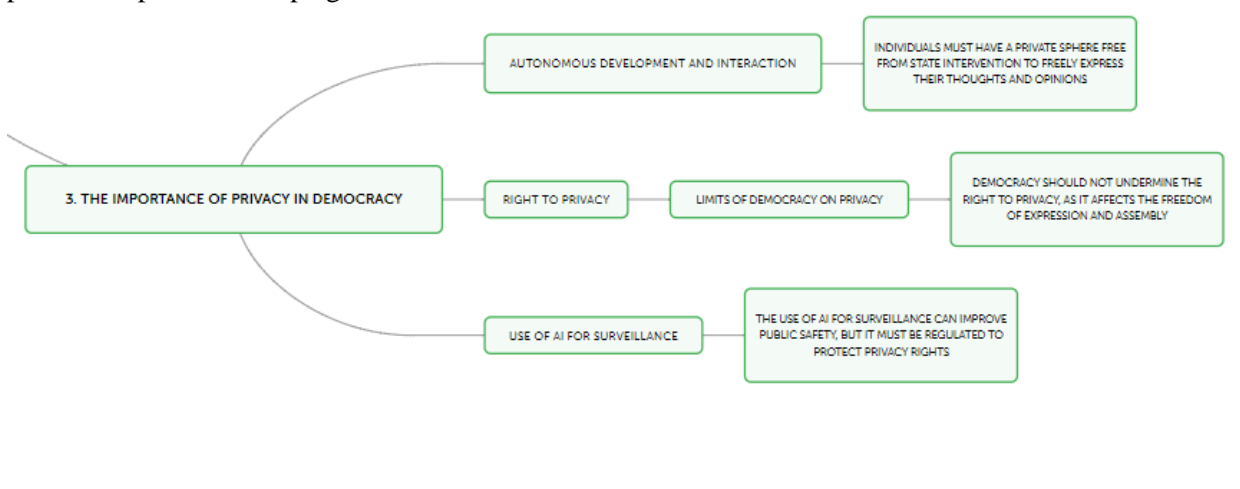 AUTONOMOUS DEVELOPMENT AND INTERACTION
INDIVIDUALS MUST HAVE A PRIVATE SPHERE FREE
FROM STATE INTERVENTION TO FREELY EXPRESS
THEIR THOUGHTS AND OPINIONS
3. THE IMPORTANCE OF PRIVACY IN DEMOCRACY
RIGHT TO PRIVACY
LIMITS OF DEMOCRACY ON PRIVACY
DEMOCRACY SHOULD NOT UNDERMINE THE
RIGHT TO PRIVACY, AS IT AFFECTS THE FREEDOM
OF EXPRESSION AND ASSEMBLY
USE OF AI FOR SURVEILLANCE
THE USE OF AI FOR SURVEILLANCE CAN IMPROVE
PUBLIC SAFETY, BUT IT MUST BE REGULATED TO
PROTECT PRIVACY RIGHTS